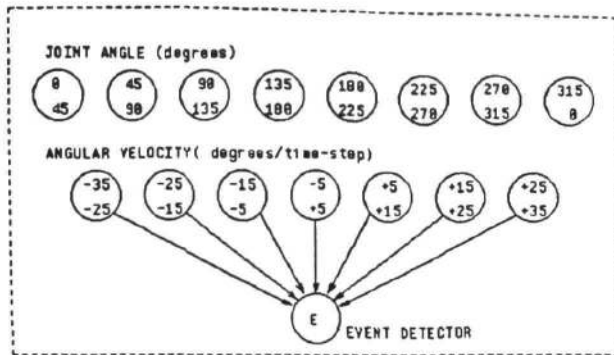 JOINT ANGLE (degrees)
0 45 90 135 180 225 270 315
45 90 135 180 225 270 315 0
ANGULAR VELOCITY( degrees/time-step)
-35 -25 -15 -5 +5 +15 +25
-25 -15 -5 +5 +15 +25 +35
E
EVENT DETECTOR